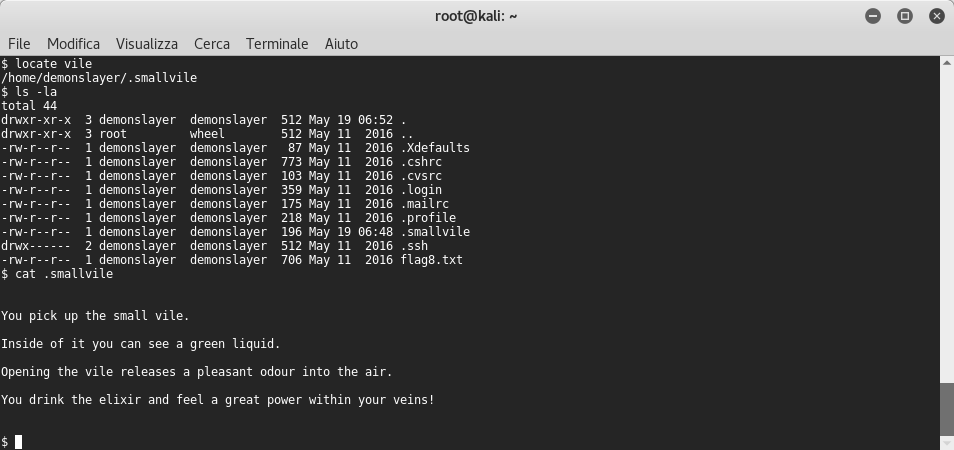 root@kali: ~
File Modifica Visualizza Cerca Terminale Aiuto
$ locate vile
/home/demonslayer/.smallvile
$ ls -la
total 44
drwxr-xr-x  3 demonslayer  demonslayer  512 May 19 06:52 .
drwxr-xr-x  3 root         wheel        512 May 11  2016 ..
-rw-r--r--  1 demonslayer  demonslayer   87 May 11  2016 .Xdefaults
-rw-r--r--  1 demonslayer  demonslayer  773 May 11  2016 .cshrc
-rw-r--r--  1 demonslayer  demonslayer  103 May 11  2016 .cvsrc
-rw-r--r--  1 demonslayer  demonslayer  359 May 11  2016 .login
-rw-r--r--  1 demonslayer  demonslayer  175 May 11  2016 .mailrc
-rw-r--r--  1 demonslayer  demonslayer  218 May 11  2016 .profile
-rw-r--r--  1 demonslayer  demonslayer  196 May 19 06:48 .smallvile
drwx------  2 demonslayer  demonslayer  512 May 11  2016 .ssh
-rw-r--r--  1 demonslayer  demonslayer  706 May 11  2016 flag8.txt
$ cat .smallvile
You pick up the small vile.
Inside of it you can see a green liquid.
Opening the vile releases a pleasant odour into the air.
You drink the elixir and feel a great power within your veins!
$